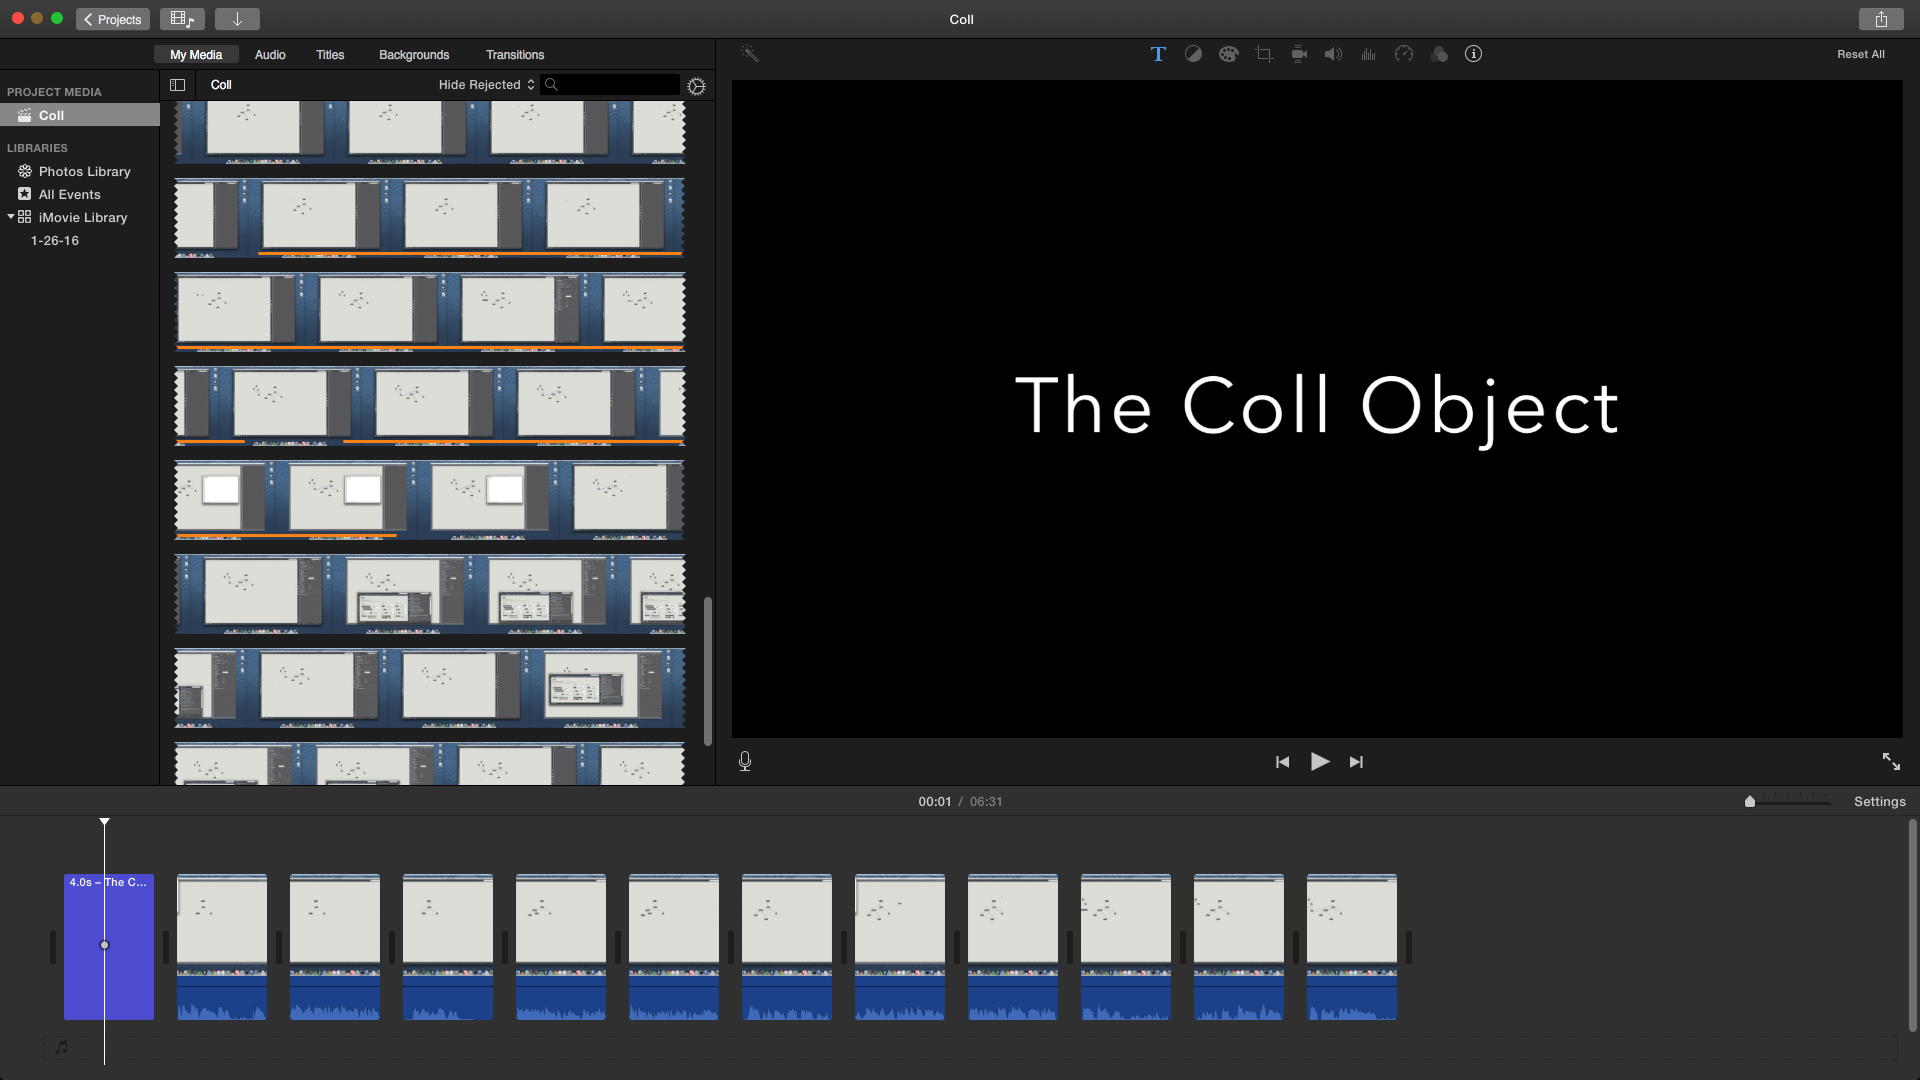 Projects
Coll
My Media
Audio
Titles
Backgrounds
Transitions
T
Reset All
PROJECT MEDIA
Coll
Hide Rejected
Coll
LIBRARIES
Photos Library
All Events
iMovie Library
1-26-16
The Coll Object
00:01 / 06:31
Settings
4.0s – The C...